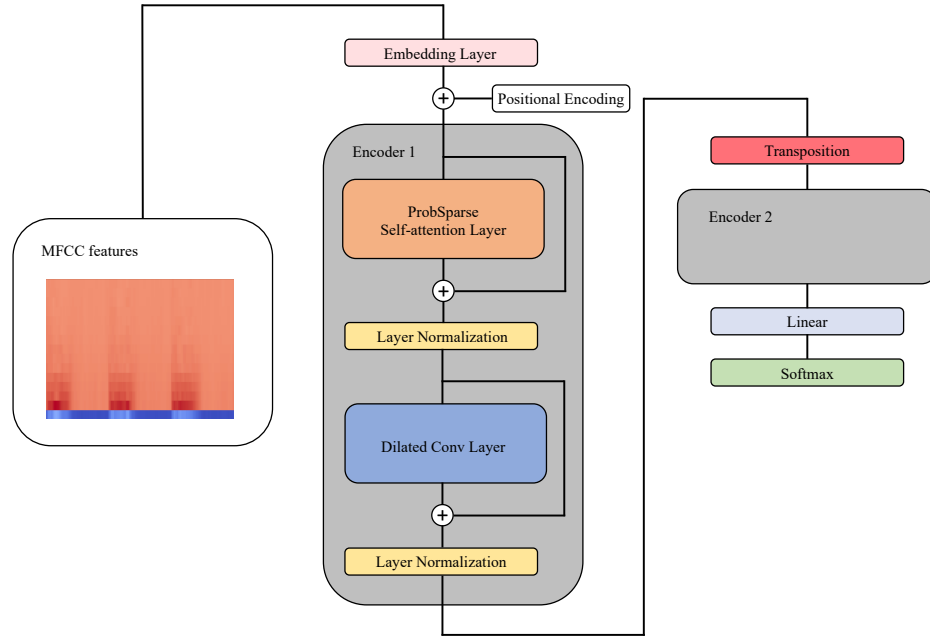 MFCC features
Embedding Layer
Positional Encoding
Encoder 1
ProbSparse
Self-attention Layer
Layer Normalization
Dilated Conv Layer
Layer Normalization
Transposition
Encoder 2
Linear
Softmax